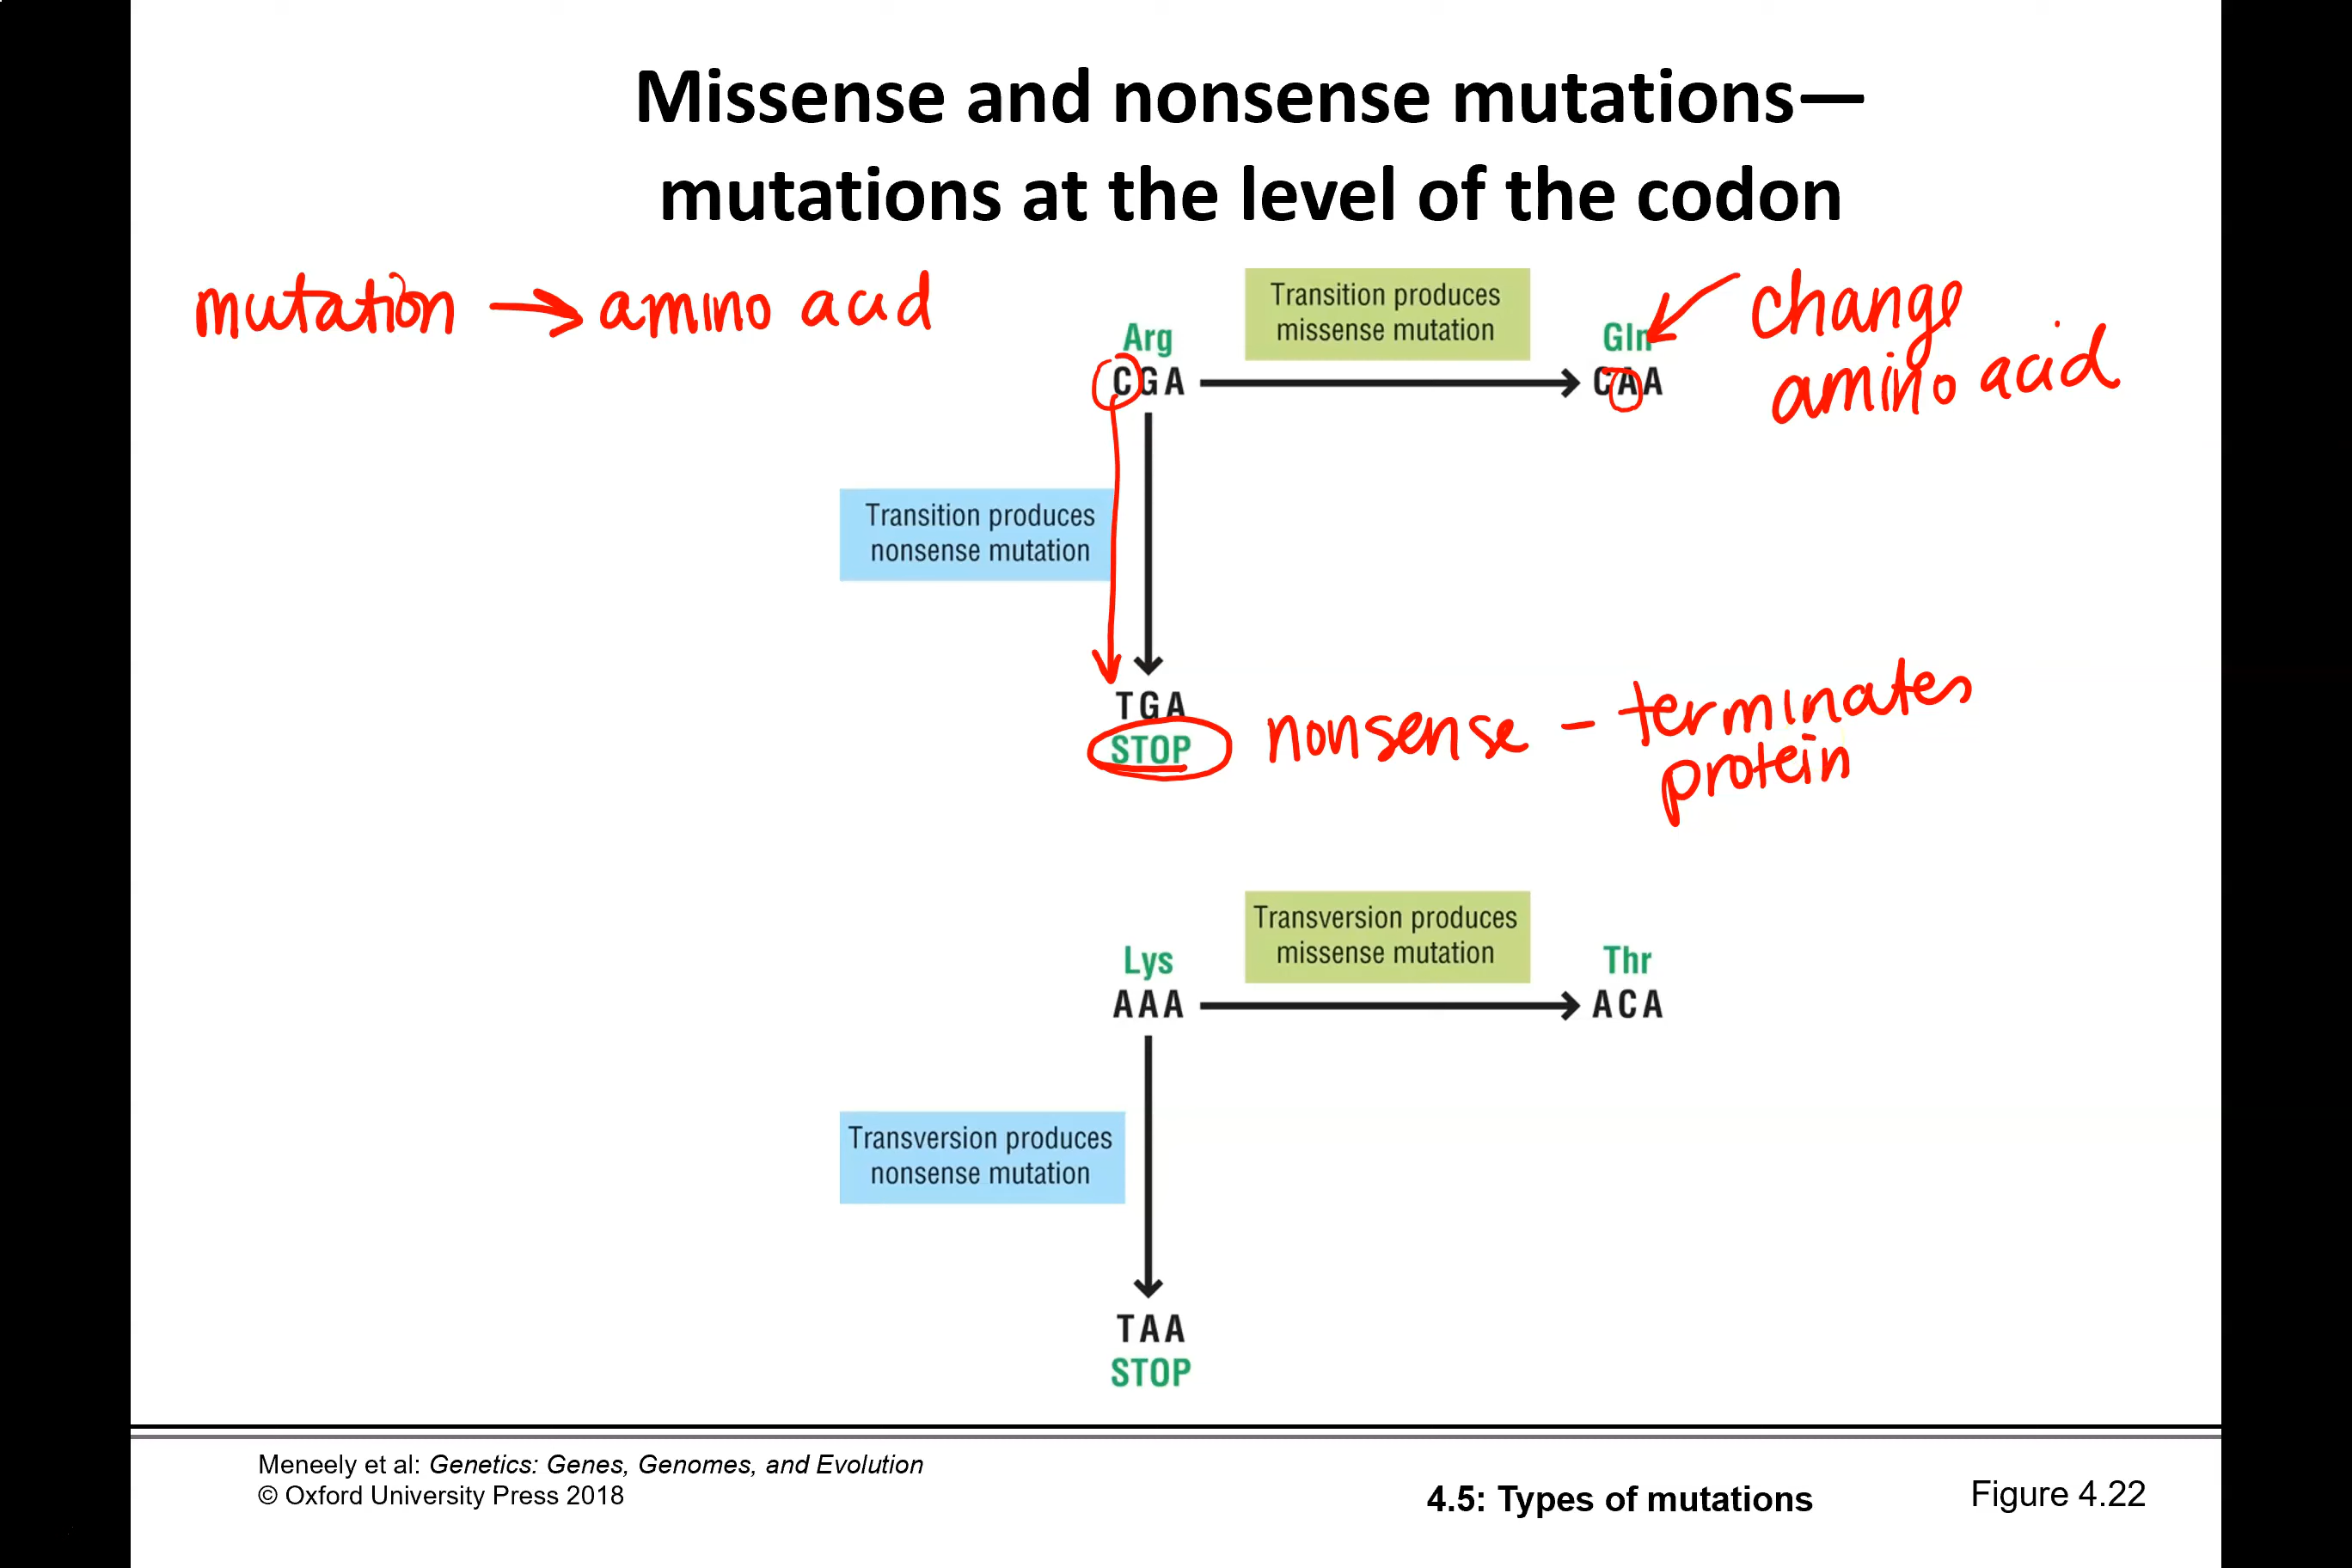 Missense and nonsense mutations—
mutations at the level of the codon
mutation → amino acid
Transition produces
missense mutation
Arg
CGA
Gln
CAA
change
amino acid
Transition produces
nonsense mutation
TGA
STOP
nonsense – terminates
protein
Transversion produces
missense mutation
Lys
AAA
Thr
ACA
Transversion produces
nonsense mutation
TAA
STOP
Meneely et al: Genetics: Genes, Genomes, and Evolution
© Oxford University Press 2018
4.5: Types of mutations
Figure 4.22